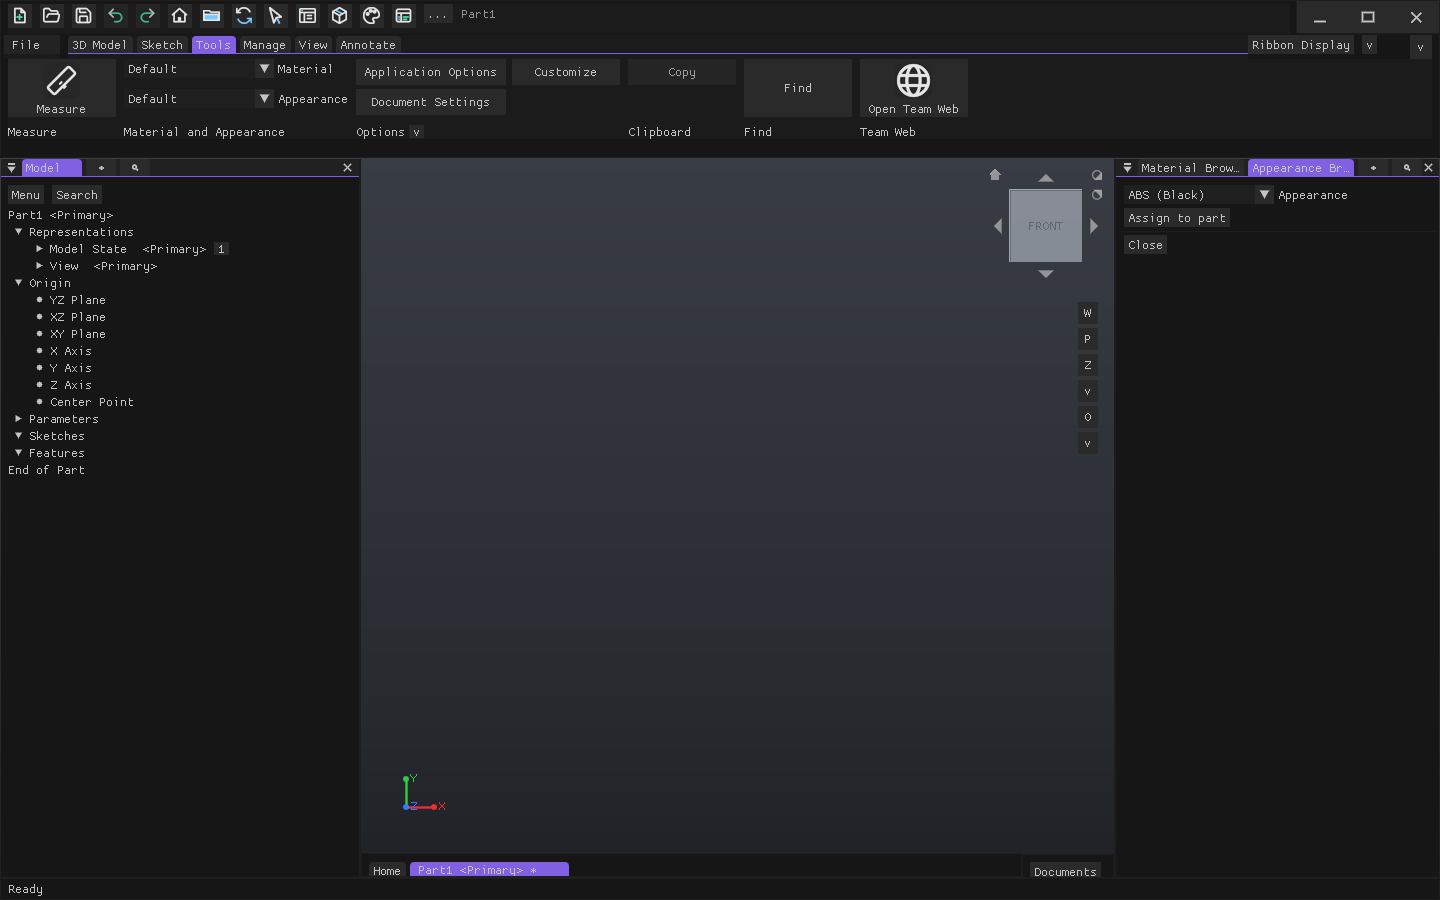 ... Part1
File 3D Model Sketch Tools Manage View Annotate Ribbon Display v v
Default Material Application Options Customize Copy
Find
Default Appearance Document Settings
Measure Open Team Web
Measure Material and Appearance Options v Clipboard Find Team Web
Model Material Brow… Appearance Br…
Menu Search
ABS (Black) Appearance
Assign to part
Close
Part1 <Primary>
Representations
Model State <Primary> 1
View <Primary>
Origin
YZ Plane
XZ Plane
XY Plane
X Axis
Y Axis
Z Axis
Center Point
Parameters
Sketches
Features
End of Part
FRONT
W
P
Z
v
O
v
Y
Z X
Home Part1 <Primary> * Documents
Ready